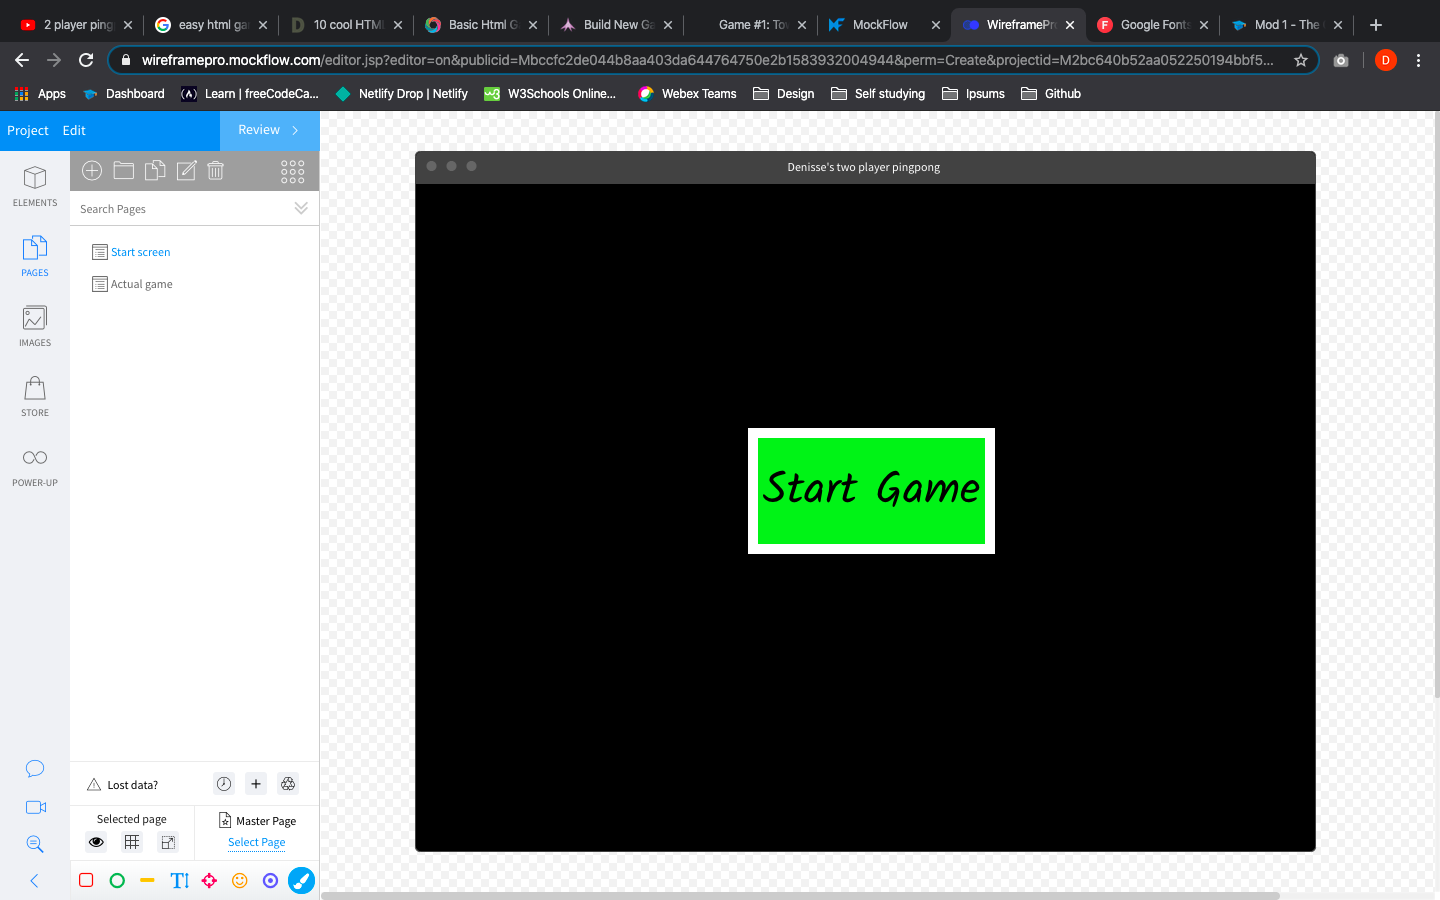 2 player ping
easy html ga
10 cool HTML
Basic Html G
Build New Ga
Game #1: Tov
MockFlow
WireframePro
Google Fonts
Mod 1 - The
wireframepro.mockflow.com/editor.jsp?editor=on&publicid=Mbccfc2de044b8aa403da644764750e2b1583932004944&perm=Create&projectid=M2bc640b52aa052250194bbf5...
D
Apps
Dashboard
Learn | freeCodeCa...
Netlify Drop | Netlify
W3Schools Online...
Webex Teams
Design
Self studying
Ipsums
Github
Project
Edit
Review
ELEMENTS
PAGES
IMAGES
STORE
POWER-UP
Search Pages
Start screen
Actual game
Denisse's two player pingpong
Start Game
Lost data?
Selected page
Master Page
Select Page